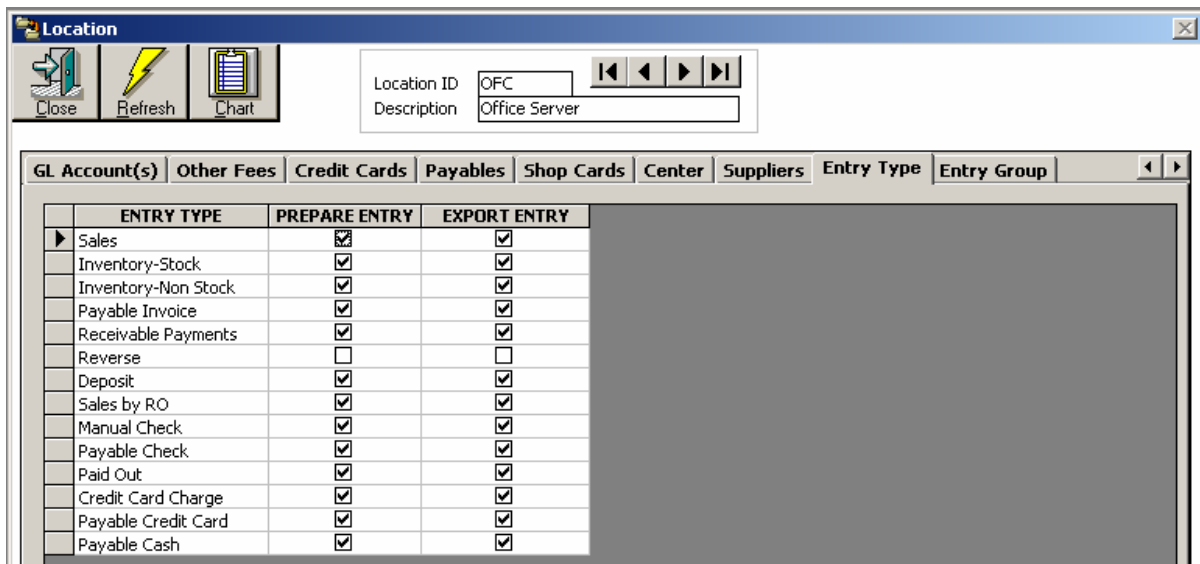 Location
Close Refresh Chart
Location ID OFC
Description Office Server
GL Account(s) Other Fees Credit Cards Payables Shop Cards Center Suppliers Entry Type Entry Group
ENTRY TYPE PREPARE ENTRY EXPORT ENTRY
Sales
Inventory-Stock
Inventory-Non Stock
Payable Invoice
Receivable Payments
Reverse
Deposit
Sales by RO
Manual Check
Payable Check
Paid Out
Credit Card Charge
Payable Credit Card
Payable Cash